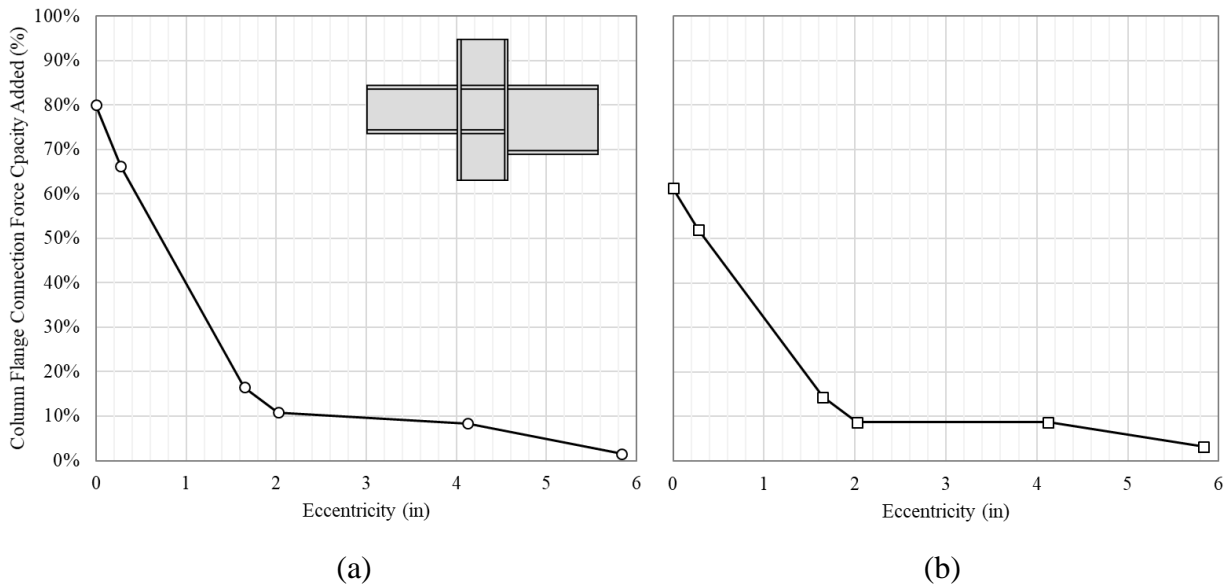 Column Flange Connection Force Cpacity Added (%)
100%
90%
80%
70%
60%
50%
40%
30%
20%
10%
0%
0 1 2 3 4 5 6
Eccentricity (in)
(a)
0 1 2 3 4 5 6
Eccentricity (in)
(b)